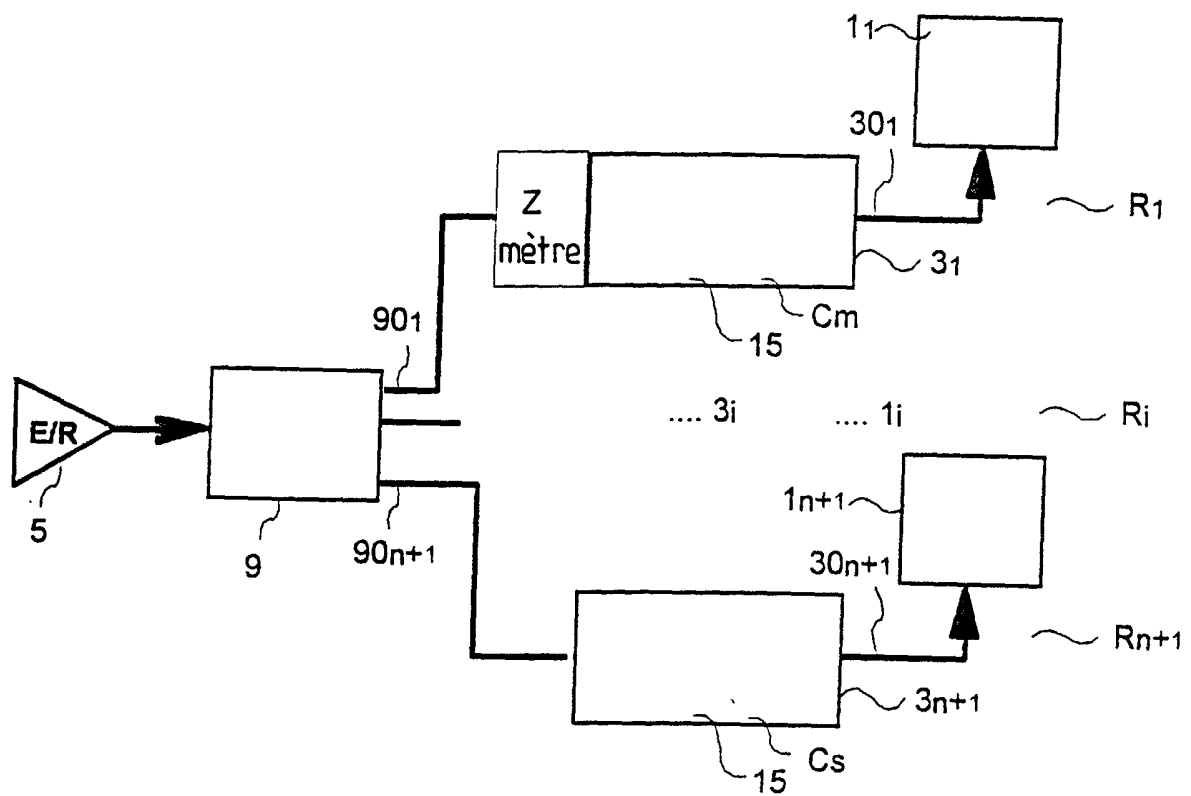 11
301
R1
Z
mètre
31
Cm
15
901
E/R
5
9
.... 3i
.... 1i
Ri
90n+1
1n+1
30n+1
Rn+1
3n+1
Cs
15